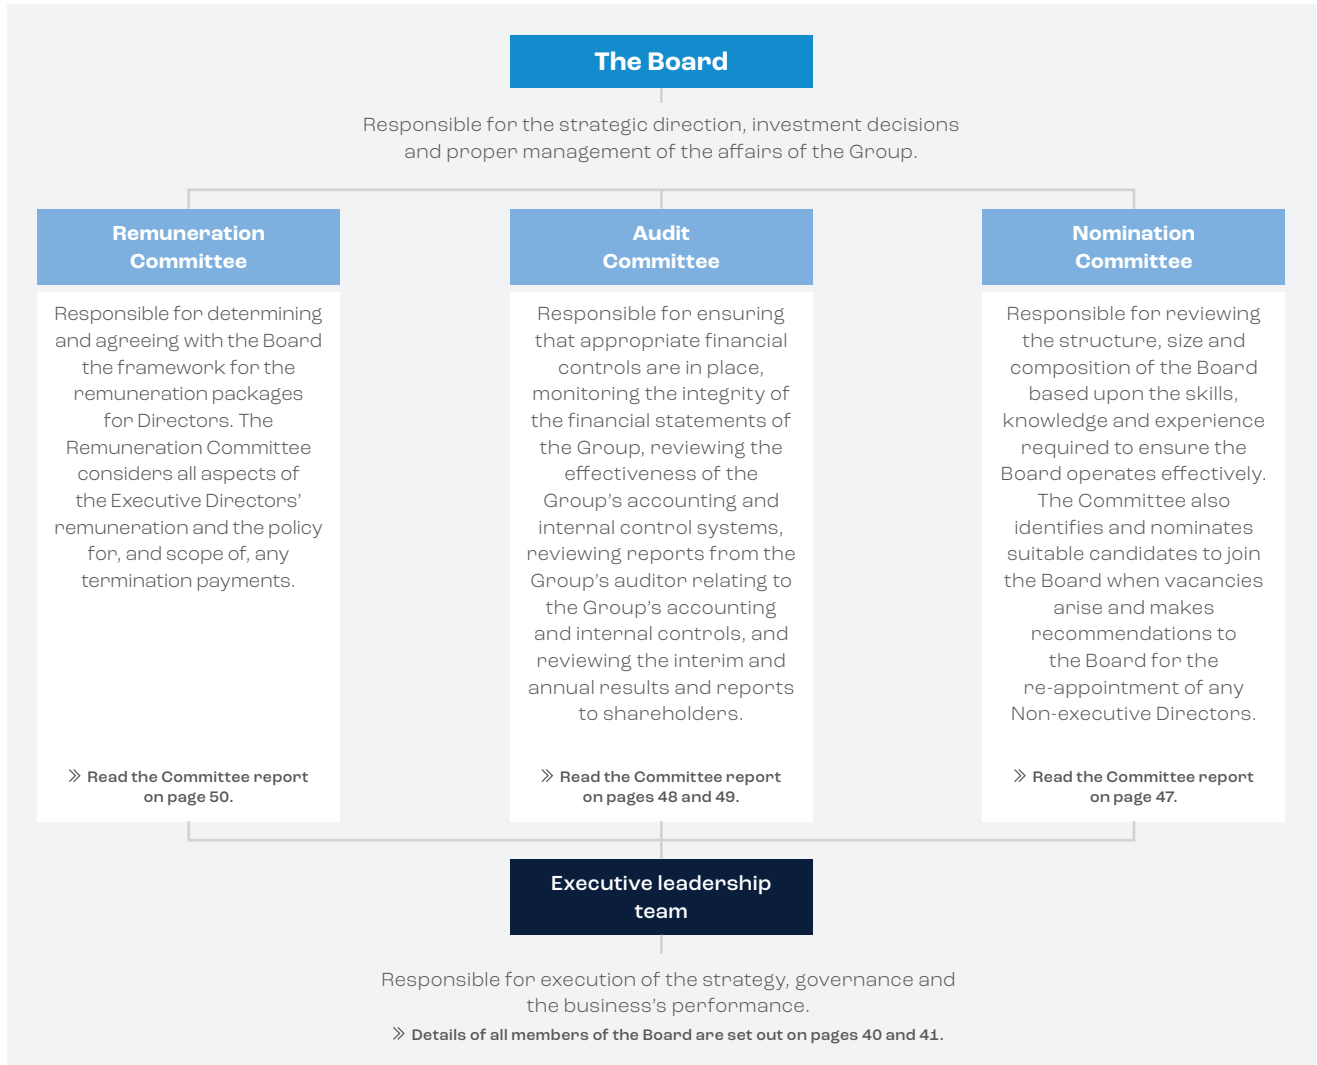 The Board
Responsible for the strategic direction, investment decisions
and proper management of the affairs of the Group.
Remuneration
Committee
Responsible for determining
and agreeing with the Board
the framework for the
remuneration packages
for Directors. The
Remuneration Committee
considers all aspects of
the Executive Directors’
remuneration and the policy
for, and scope of, any
termination payments.
Read the Committee report
on page 50.
Audit
Committee
Responsible for ensuring
that appropriate financial
controls are in place,
monitoring the integrity of
the financial statements of
the Group, reviewing the
effectiveness of the
Group’s accounting and
internal control systems,
reviewing reports from the
Group’s auditor relating to
the Group’s accounting
and internal controls, and
reviewing the interim and
annual results and reports
to shareholders.
Read the Committee report
on pages 48 and 49.
Nomination
Committee
Responsible for reviewing
the structure, size and
composition of the Board
based upon the skills,
knowledge and experience
required to ensure the
Board operates effectively.
The Committee also
identifies and nominates
suitable candidates to join
the Board when vacancies
arise and makes
recommendations to
the Board for the
re-appointment of any
Non-executive Directors.
Read the Committee report
on page 47.
Executive leadership
team
Responsible for execution of the strategy, governance and
the business’s performance.
Details of all members of the Board are set out on pages 40 and 41.